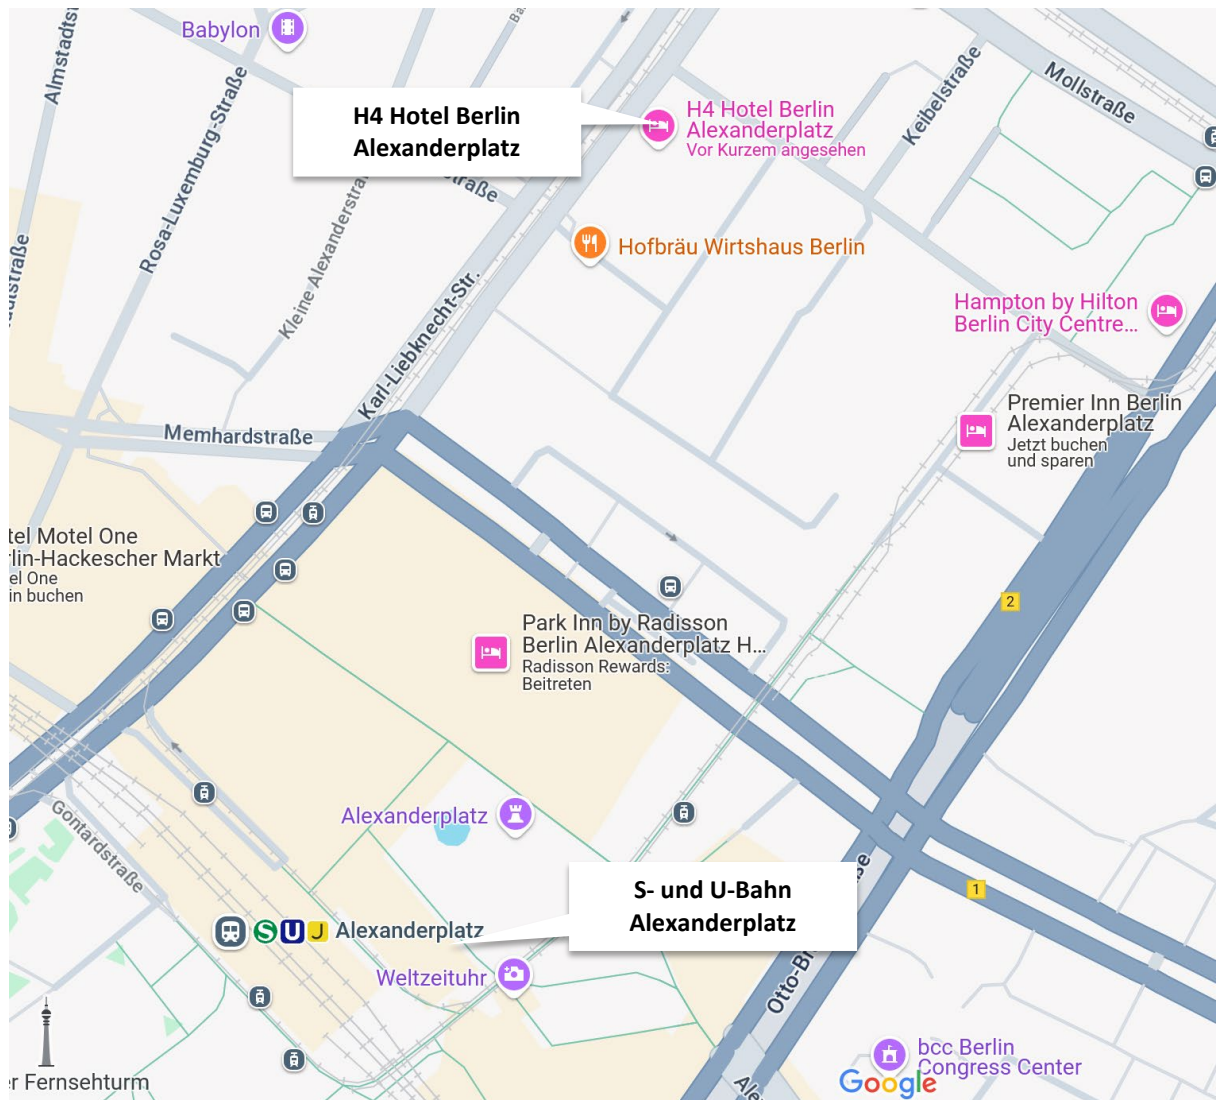 Babylon
Almstadtst
Rosa-Luxemburg-Straße
H4 Hotel Berlin
Alexanderplatz
H4 Hotel Berlin
Alexanderplatz
Vor Kurzem angesehen
Keibelstraße
Mollstraße
traße
Kleine Alexanderstra
Hofbräu Wirtshaus Berlin
Karl-Liebknecht-Str.
Hampton by Hilton
Berlin City Centre...
Premier Inn Berlin
Alexanderplatz
Jetzt buchen
und sparen
Memhardstraße
tel Motel One
rlin-Hackescher Markt
el One
in buchen
2
Park Inn by Radisson
Berlin Alexanderplatz H...
Radisson Rewards:
Beitreten
Alexanderplatz
Gontardstraße
S- und U-Bahn
Alexanderplatz
1
S U J Alexanderplatz
Weltzeituhr
Otto-B
r Fernsehturm
bcc Berlin
Congress Center
Google
Ale